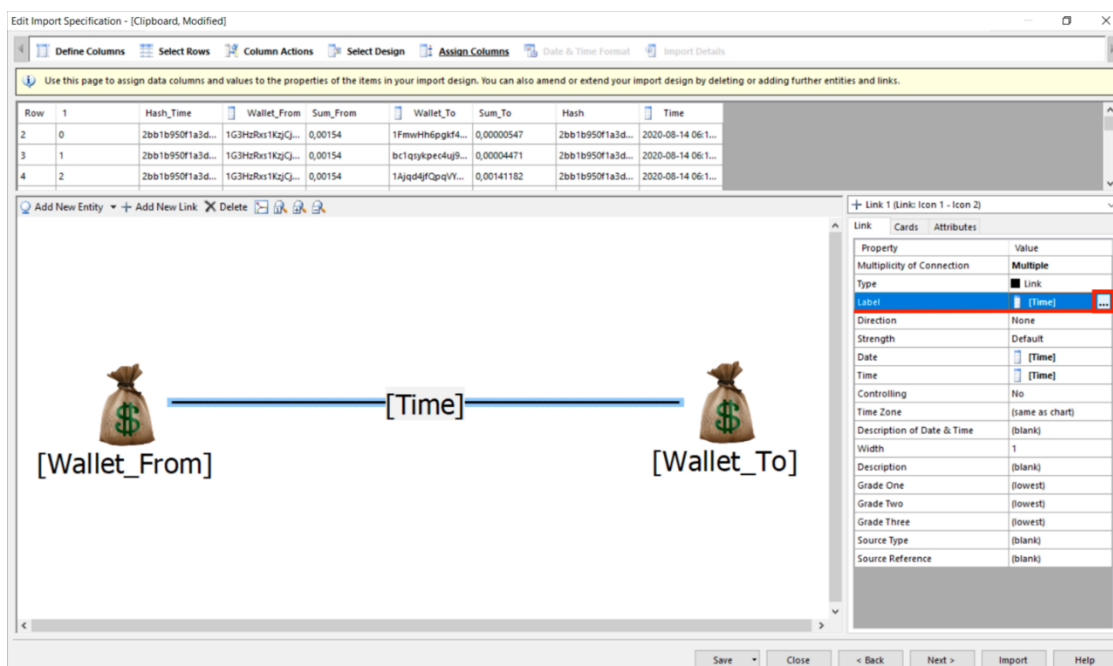 Edit Import Specification - [Clipboard, Modified]
Define Columns Select Rows Column Actions Select Design Assign Columns Date & Time Format Import Details
Use this page to assign data columns and values to the properties of the items in your import design. You can also amend or extend your import design by deleting or adding further entities and links.
Row 1 Hash_Time Wallet_From Sum_From Wallet_To Sum_To Hash Time
2 0 2bb1b950f1a3d... 1G3HzRxs1KzjCj... 0,00154 1FmwHh6pgkf4... 0,00000547 2bb1b950f1a3d... 2020-08-14 06:1...
3 1 2bb1b950f1a3d... 1G3HzRxs1KzjCj... 0,00154 bc1qsykpec4uj9... 0,00004471 2bb1b950f1a3d... 2020-08-14 06:1...
4 2 2bb1b950f1a3d... 1G3HzRxs1KzjCj... 0,00154 1Ajqd4jfQpqVY... 0,00141182 2bb1b950f1a3d... 2020-08-14 06:1...
Add New Entity Add New Link Delete
Link 1 (Link: Icon 1 - Icon 2)
Link Cards Attributes
Property Value
Multiplicity of Connection Multiple
Type Link
Label [Time] ...
Direction None
Strength Default
Date [Time]
Time [Time]
Controlling No
Time Zone (same as chart)
Description of Date & Time (blank)
Width 1
Description (blank)
Grade One (lowest)
Grade Two (lowest)
Grade Three (lowest)
Source Type (blank)
Source Reference (blank)
[Time]
[Wallet_From]
[Wallet_To]
Save Close < Back Next > Import Help